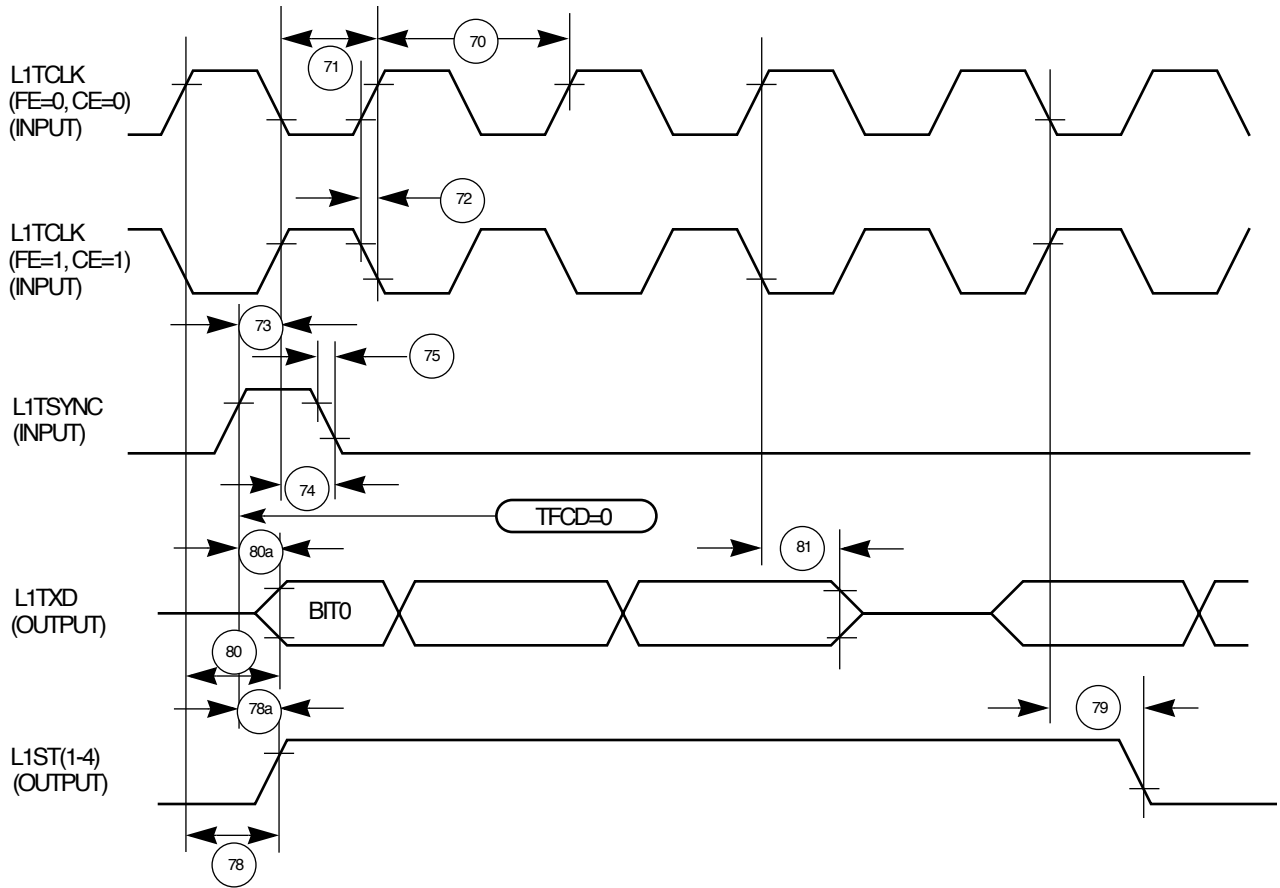 70
71
L1TCLK
(FE=0, CE=0)
(INPUT)
72
L1TCLK
(FE=1, CE=1)
(INPUT)
73
75
L1TSYNC
(INPUT)
74
TFCD=0
80a
81
L1TXD
(OUTPUT)
BIT0
80
78a
79
L1ST(1-4)
(OUTPUT)
78